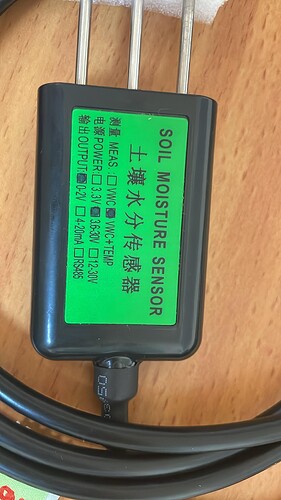 SOIL MOISTURE SENSOR
土壤水分传感器
测量 MEAS. □ VWC ■ VWC+TEMP
电源 POWER: □ 3.3V ■ 3.6-30V □ 12-30V
输出 OUTPUT ■ 0-2V □ 4-20mA □ RS485